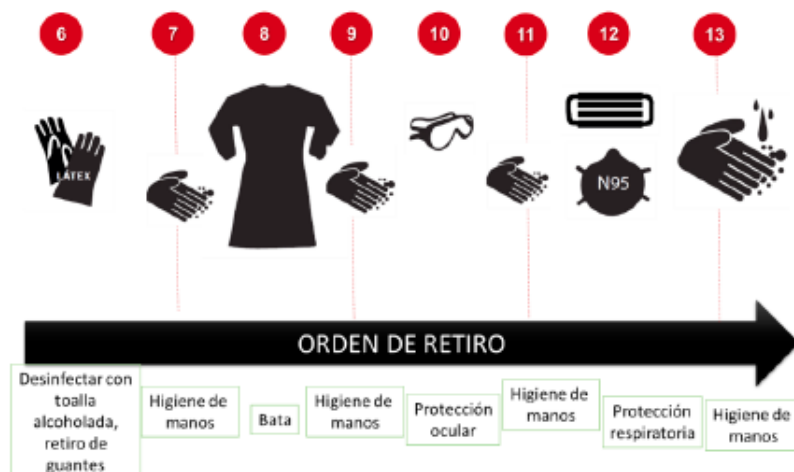 6 7 8 9 10 11 12 13
LÁTEX
N95
ORDEN DE RETIRO
Desinfectar con
toalla
alcoholada,
retiro de
guantes
Higiene de
manos
Bata
Higiene de
manos
Protección
ocular
Higiene de
manos
Protección
respiratoria
Higiene de
manos